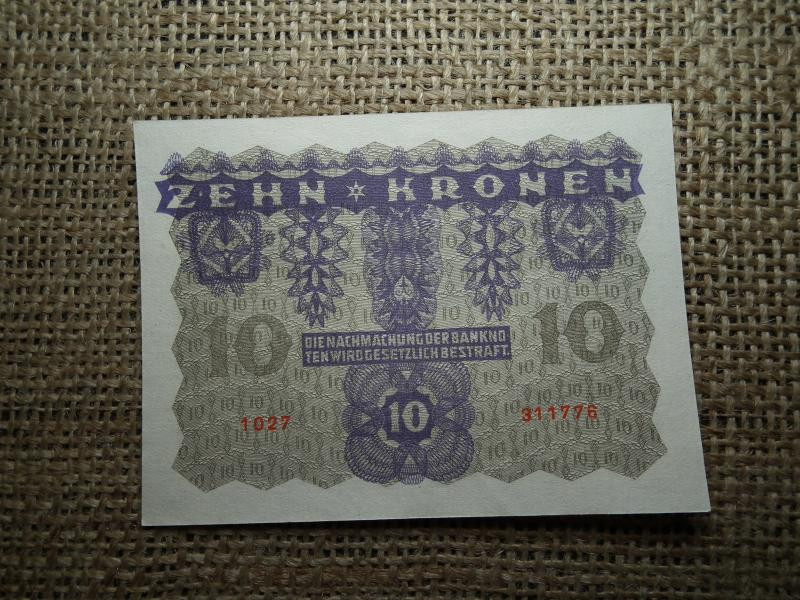 ZEHN ✶ KRONEN
10 10
DIE NACHMACHUNG DER BANKNO
TEN WIRD GESETZLICH BESTRAFT.
10
1027 311776